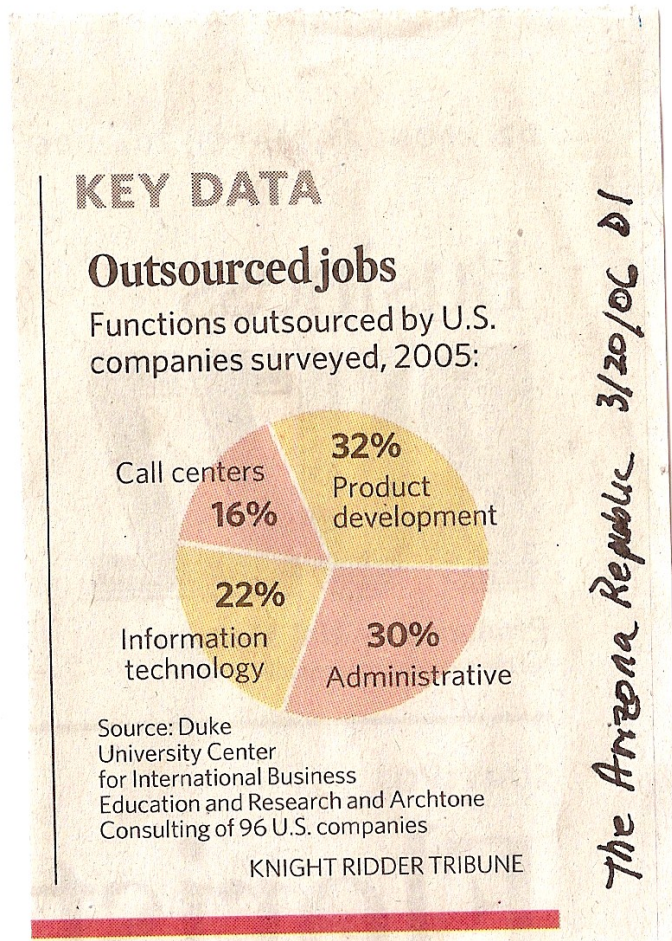 KEY DATA
Outsourced jobs
Functions outsourced by U.S.
companies surveyed, 2005:
32%
Product
development
Call centers
16%
22%
Information
technology
30%
Administrative
Source: Duke
University Center
for International Business
Education and Research and Archtone
Consulting of 96 U.S. companies
KNIGHT RIDDER TRIBUNE
The Arizona Republic 3/20/06 D1